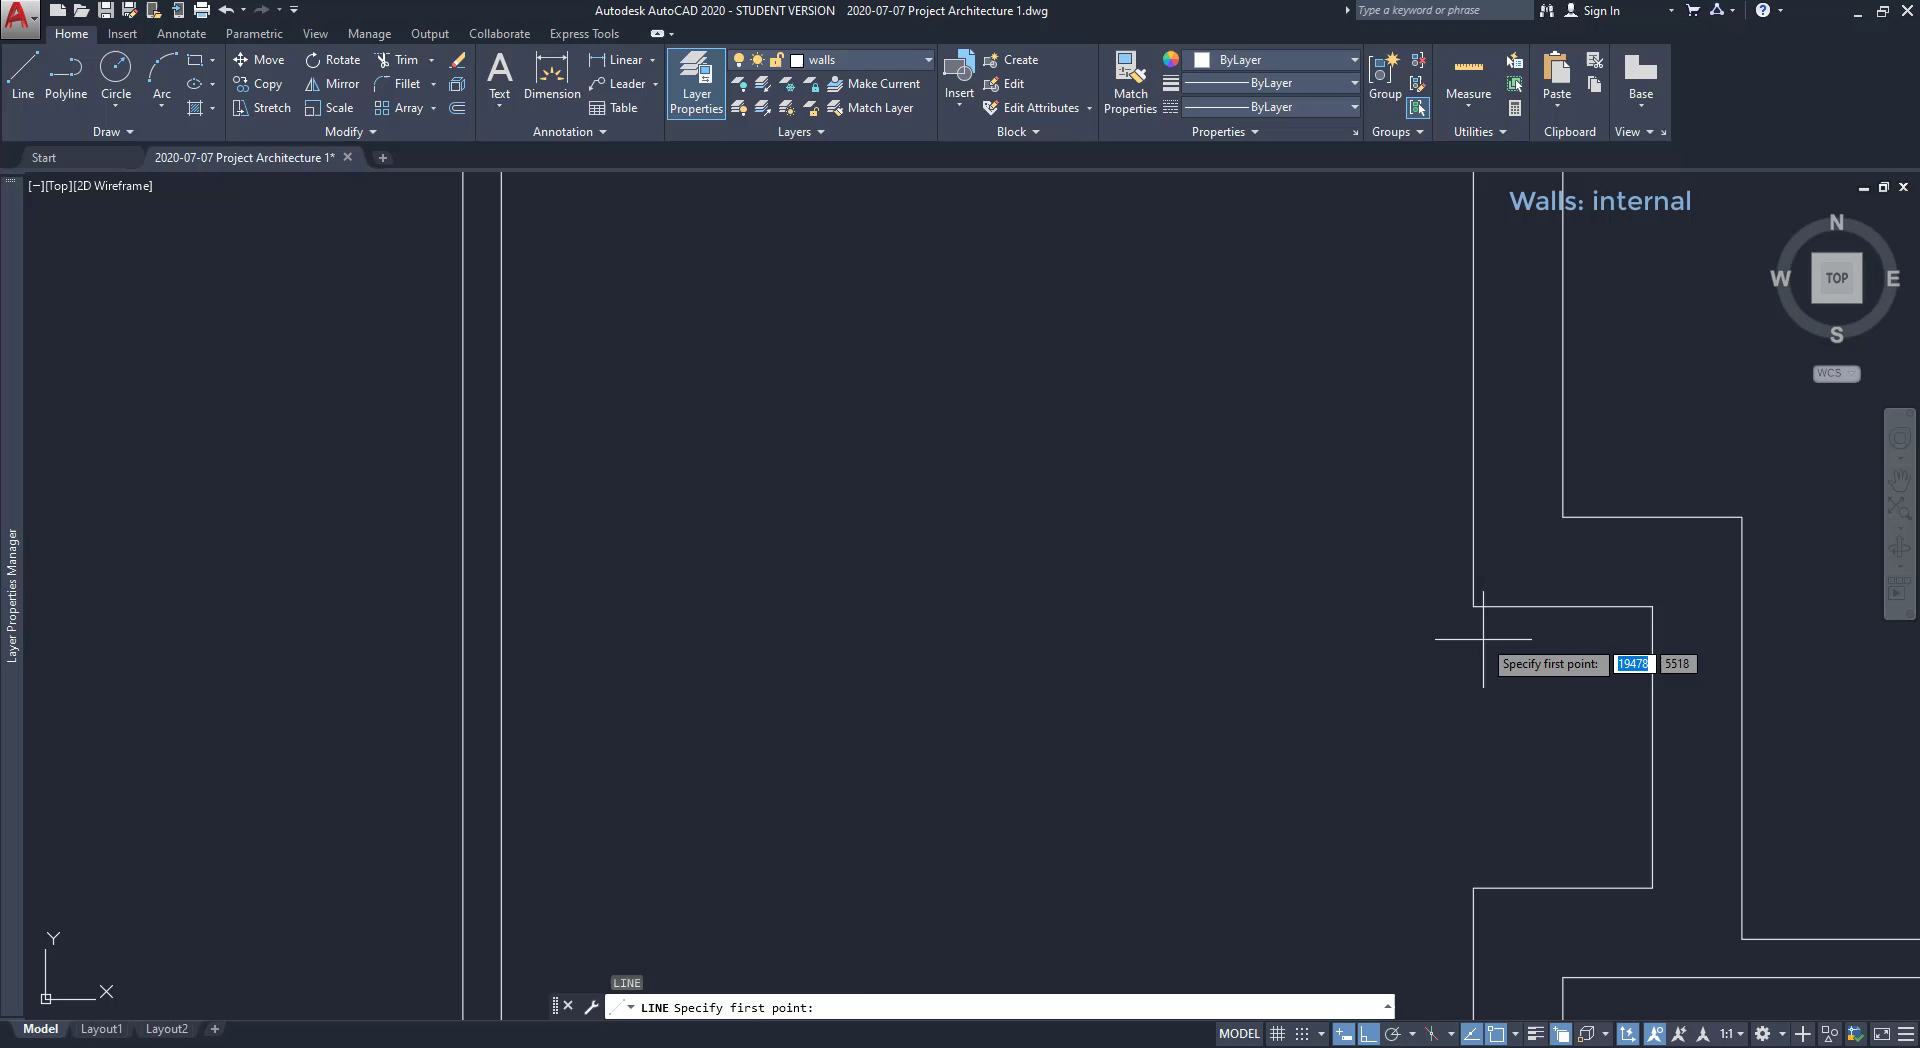 A Autodesk AutoCAD 2020 - STUDENT VERSION 2020-07-07 Project Architecture 1.dwg Type a keyword or phrase Sign In
Home Insert Annotate Parametric View Manage Output Collaborate Express Tools
Line Polyline Circle Arc
Move Rotate Trim
Copy Mirror Fillet
Stretch Scale Array
Text Dimension
Linear
Leader
Table
Layer Properties
walls
Make Current
Match Layer
Insert
Create
Edit
Edit Attributes
Match Properties
ByLayer
ByLayer
ByLayer
Group Measure Paste Base
Draw Modify Annotation Layers Block Properties Groups Utilities Clipboard View
Start 2020-07-07 Project Architecture 1*
[−][Top][2D Wireframe]
Walls: internal
N
W TOP E
S
WCS
Layer Properties Manager
Specify first point: 19478 5518
Y
X
LINE
LINE Specify first point:
Model Layout1 Layout2
MODEL 1:1